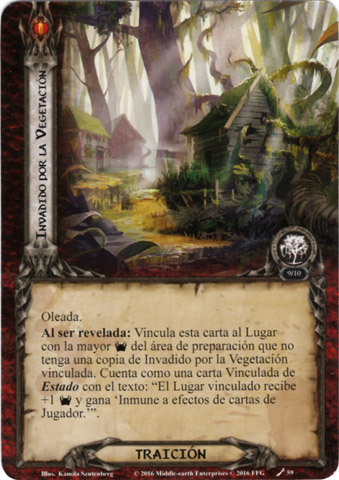 INVADIDO POR LA VEGETACIÓN
9/10
Oleada.
Al ser revelada: Vincula esta carta al Lugar
con la mayor del área de preparación que no
tenga una copia de Invadido por la Vegetación
vinculada. Cuenta como una carta Vinculada de
Estado con el texto: “El Lugar vinculado recibe
+1 y gana ‘Inmune a efectos de cartas de
Jugador.’”.
TRAICIÓN
Illus. Kamila Szutenberg © 2016 Middle-earth Enterprises © 2016 FFG 59